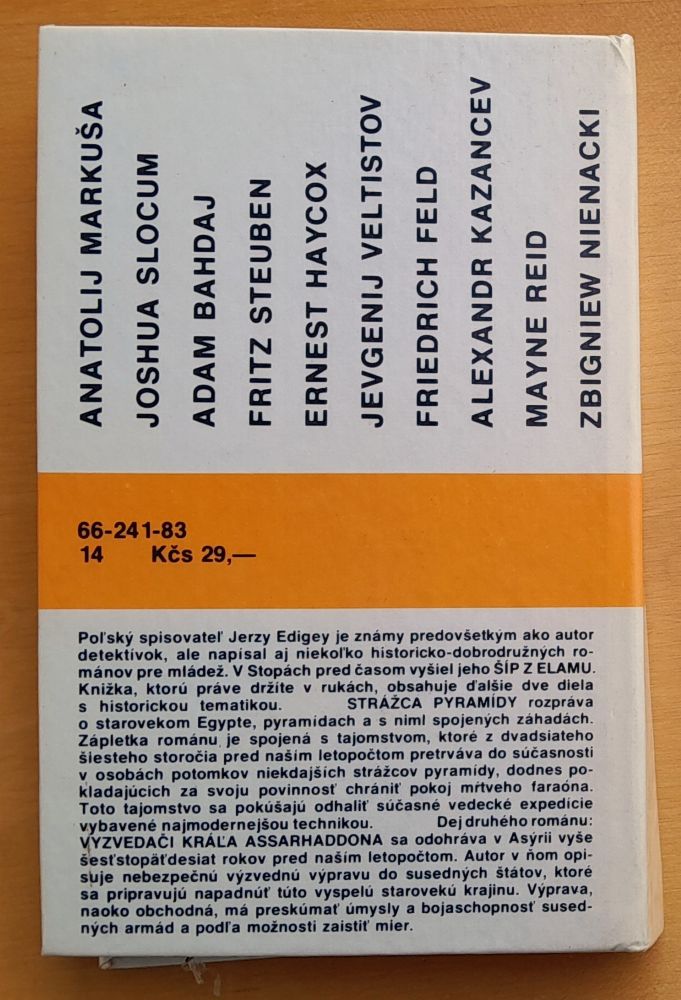 ANATOLIJ MARKUŠA
JOSHUA SLOCUM
ADAM BAHDAJ
FRITZ STEUBEN
ERNEST HAYCOX
JEVGENIJ VELTISTOV
FRIEDRICH FELD
ALEXANDR KAZANCEV
MAYNE REID
ZBIGNIEW NIENACKI
66-241-83
14 Kčs 29,—
Poľský spisovateľ Jerzy Edigey je známy predovšetkým ako autor
detektívok, ale napísal aj niekoľko historicko-dobrodružných ro-
mánov pre mládež. V Stopách pred časom vyšiel jeho ŠÍP Z ELAMU.
Knižka, ktorú práve držíte v rukách, obsahuje ďalšie dve diela
s historickou tematikou. STRÁŽCA PYRAMÍDY rozpráva
o starovekom Egypte, pyramídach a s niml spojených záhadách.
Zápletka románu je spojená s tajomstvom, ktoré z dvadsiateho
šiesteho storočia pred naším letopočtom pretrváva do súčasnosti
v osobách potomkov niekdajších strážcov pyramídy, dodnes po-
kladajúcich za svoju povinnosť chrániť pokoj mŕtveho faraóna.
Toto tajomstvo sa pokúšajú odhaliť súčasné vedecké expedície
vybavené najmodernejšou technikou. Dej druhého románu:
VYZVEDAČI KRÁĽA ASSARHADDONA sa odohráva v Asýrii vyše
šesťstopäťdesiat rokov pred naším letopočtom. Autor v ňom opi-
suje nebezpečnú výzvednú výpravu do susedných štátov, ktoré
sa pripravujú napadnúť túto vyspelú starovekú krajinu. Výprava,
naoko obchodná, má preskúmať úmysly a bojaschopnosť sused-
ných armád a podľa možnosti zaistiť mier.